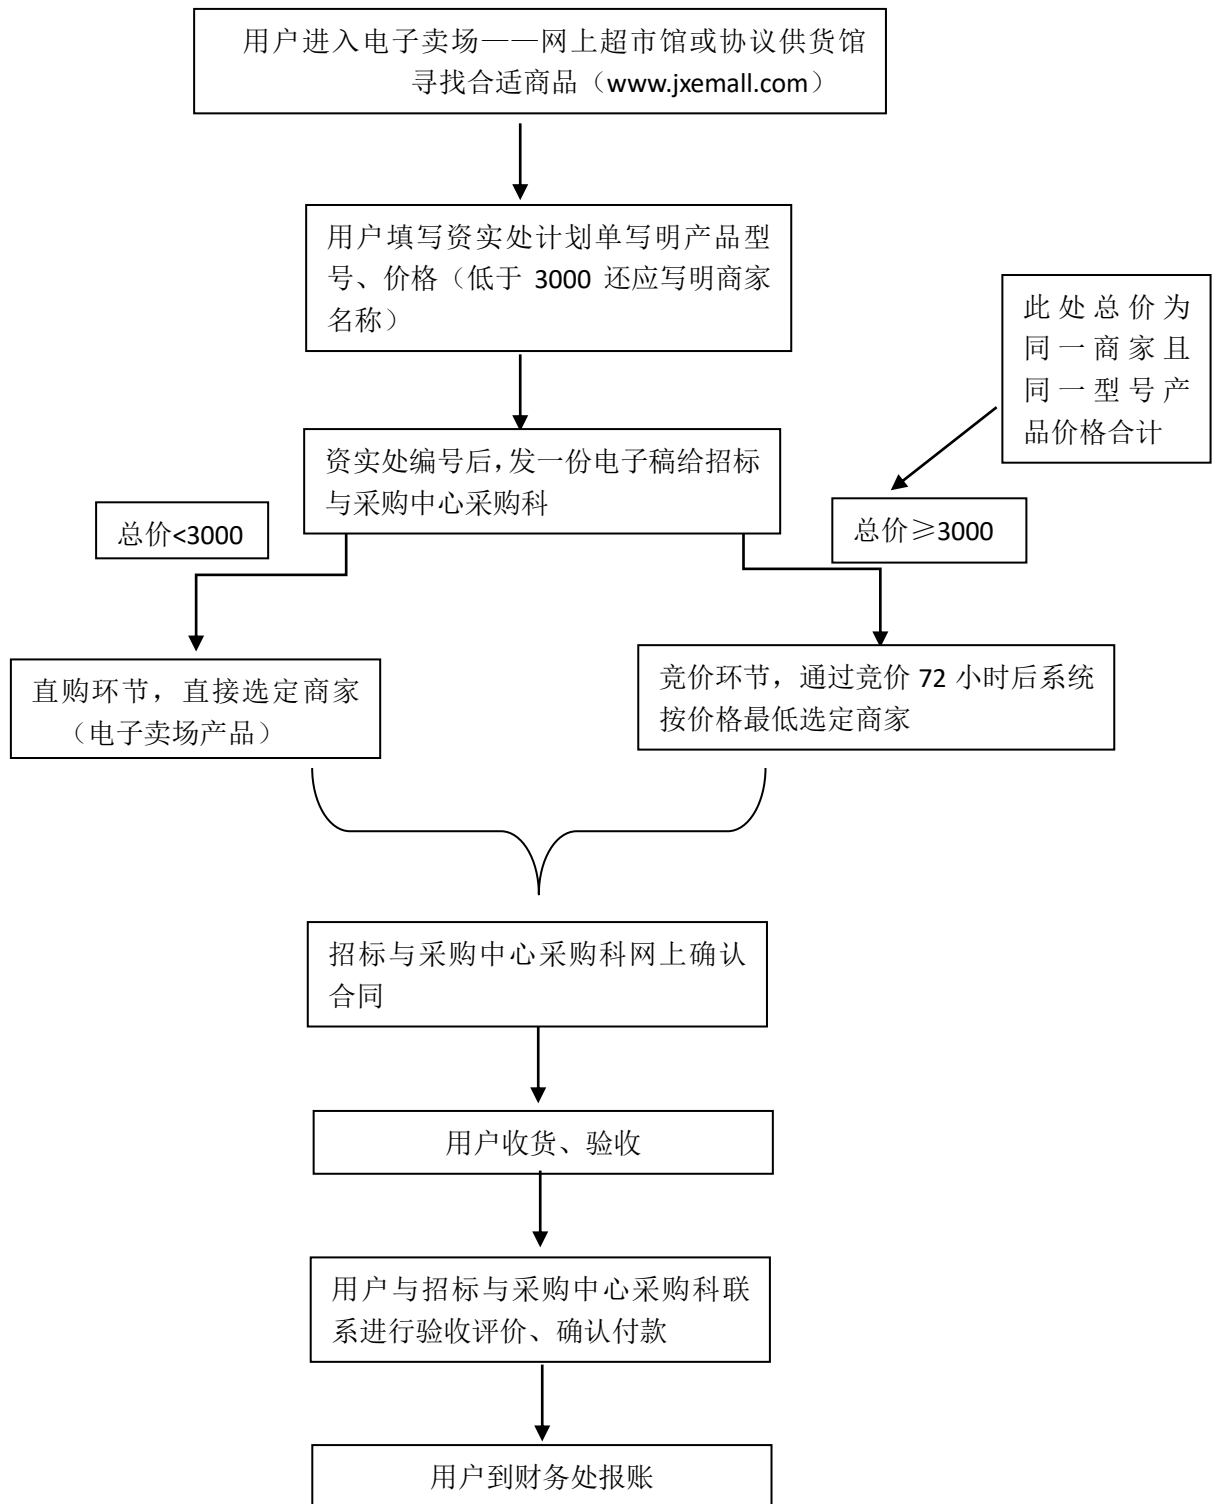 用户进入电子卖场——网上超市馆或协议供货馆
寻找合适商品（www.jxemall.com）
用户填写资实处计划单写明产品型
号、价格（低于 3000 还应写明商家
名称）
此处总价为
同一商家且
同一型号产
品价格合计
资实处编号后，发一份电子稿给招标
与采购中心采购科
总价<3000
总价≥3000
直购环节，直接选定商家
（电子卖场产品）
竞价环节，通过竞价 72 小时后系统
按价格最低选定商家
招标与采购中心采购科网上确认
合同
用户收货、验收
用户与招标与采购中心采购科联
系进行验收评价、确认付款
用户到财务处报账